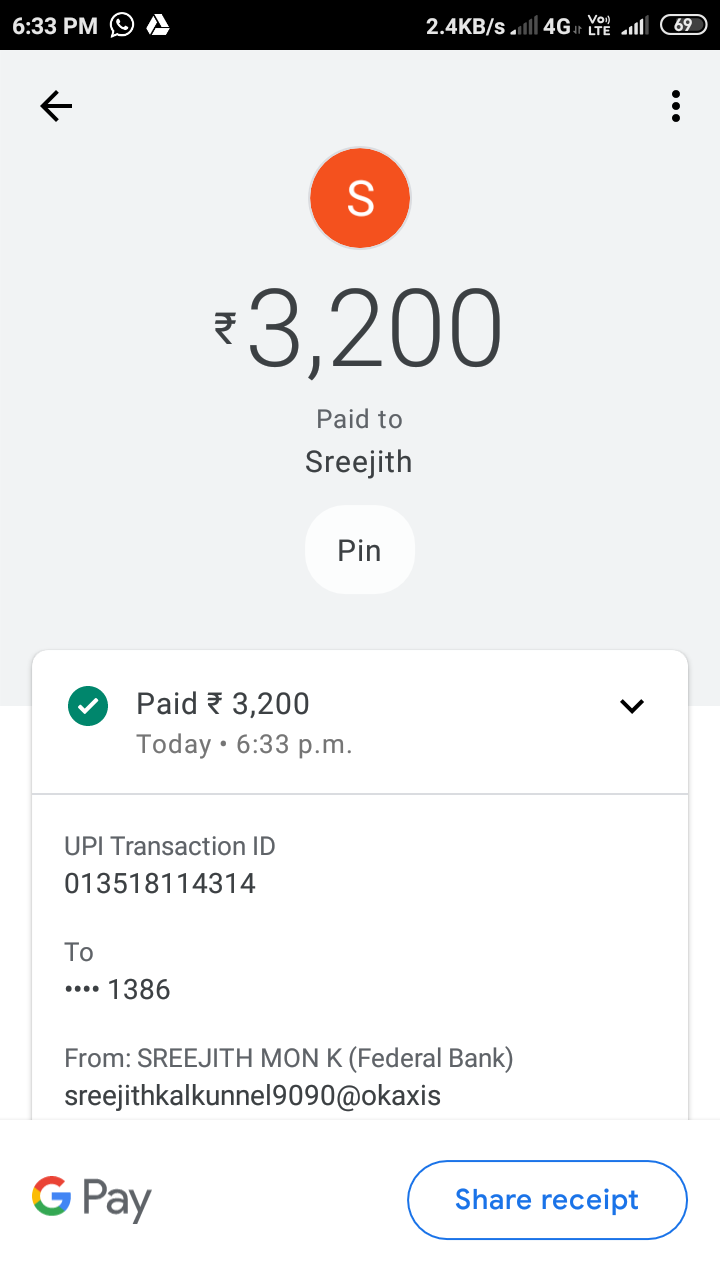 6:33 PM 2.4KB/s 4G Vo)) LTE 69
S
₹3,200
Paid to
Sreejith
Pin
Paid ₹ 3,200
Today • 6:33 p.m.
UPI Transaction ID
013518114314
To
•••• 1386
From: SREEJITH MON K (Federal Bank)
sreejithkalkunnel9090@okaxis
G Pay
Share receipt